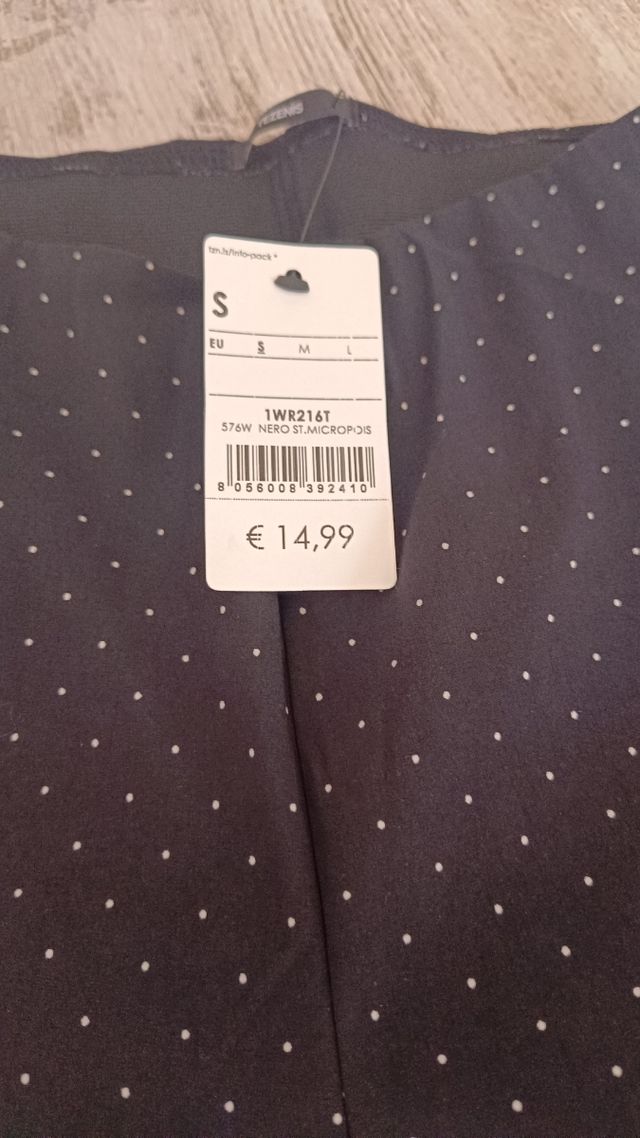 TEZENIS
tzn.is/info-pack *
S
EU S M L
1WR216T
576W NERO ST.MICROPOIS
8 056008 392410
€ 14,99